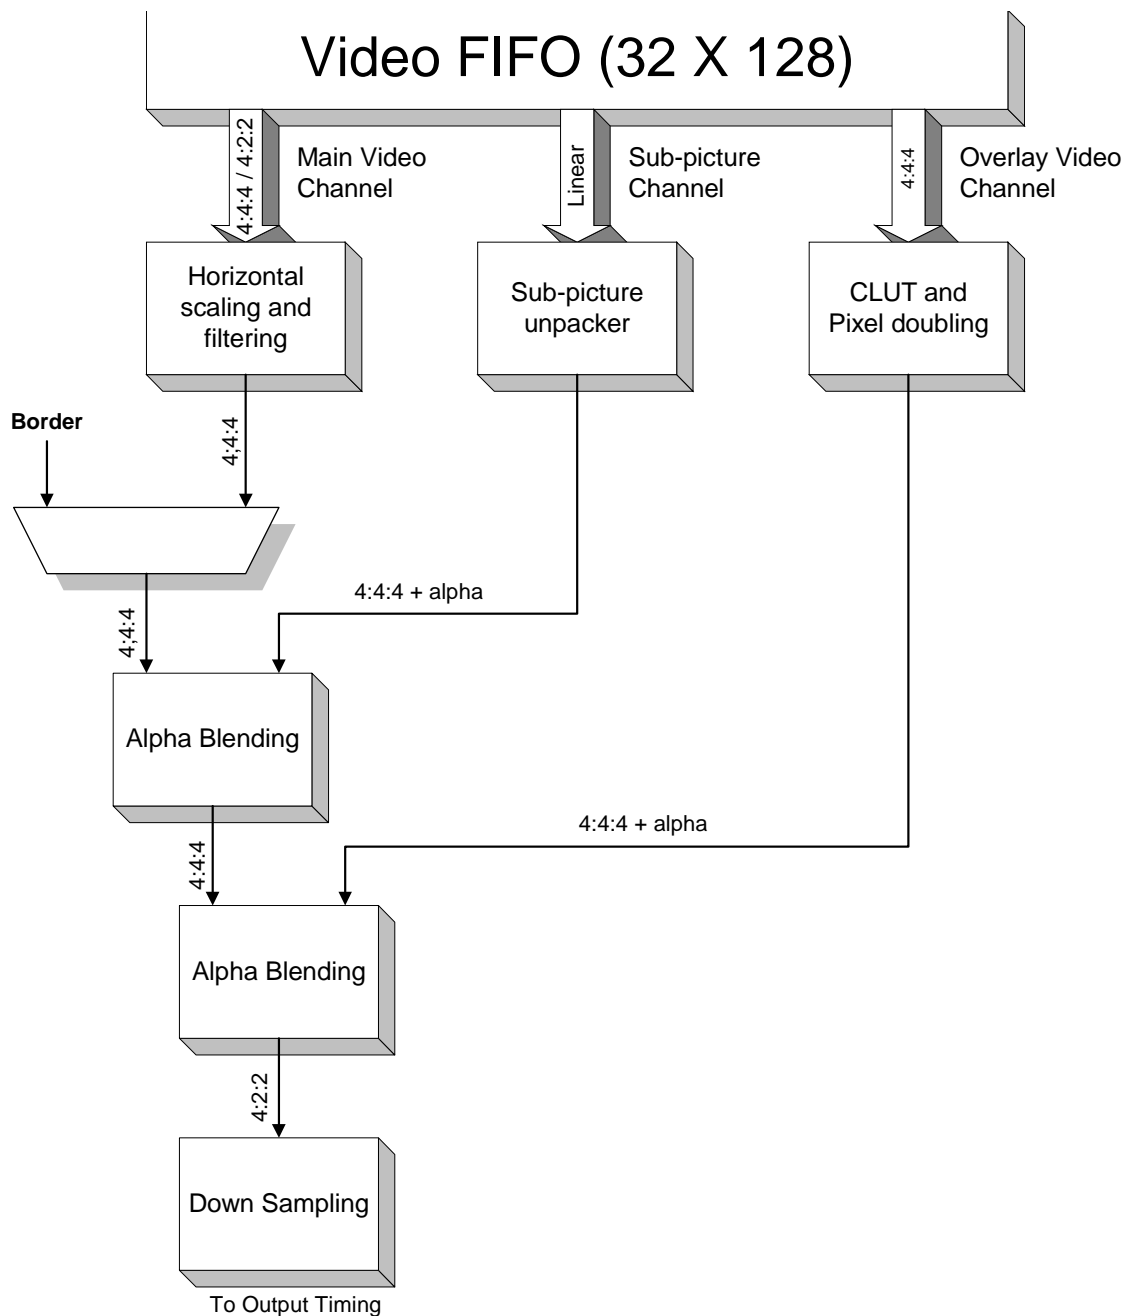 Video FIFO (32 X 128)
4:4:4 / 4:2:2
Main Video
Channel
Linear
Sub-picture
Channel
4:4:4
Overlay Video
Channel
Horizontal
scaling and
filtering
Sub-picture
unpacker
CLUT and
Pixel doubling
Border
4;4:4
4:4:4 + alpha
4;4:4
Alpha Blending
4:4:4 + alpha
4:4:4
Alpha Blending
4:2:2
Down Sampling
To Output Timing